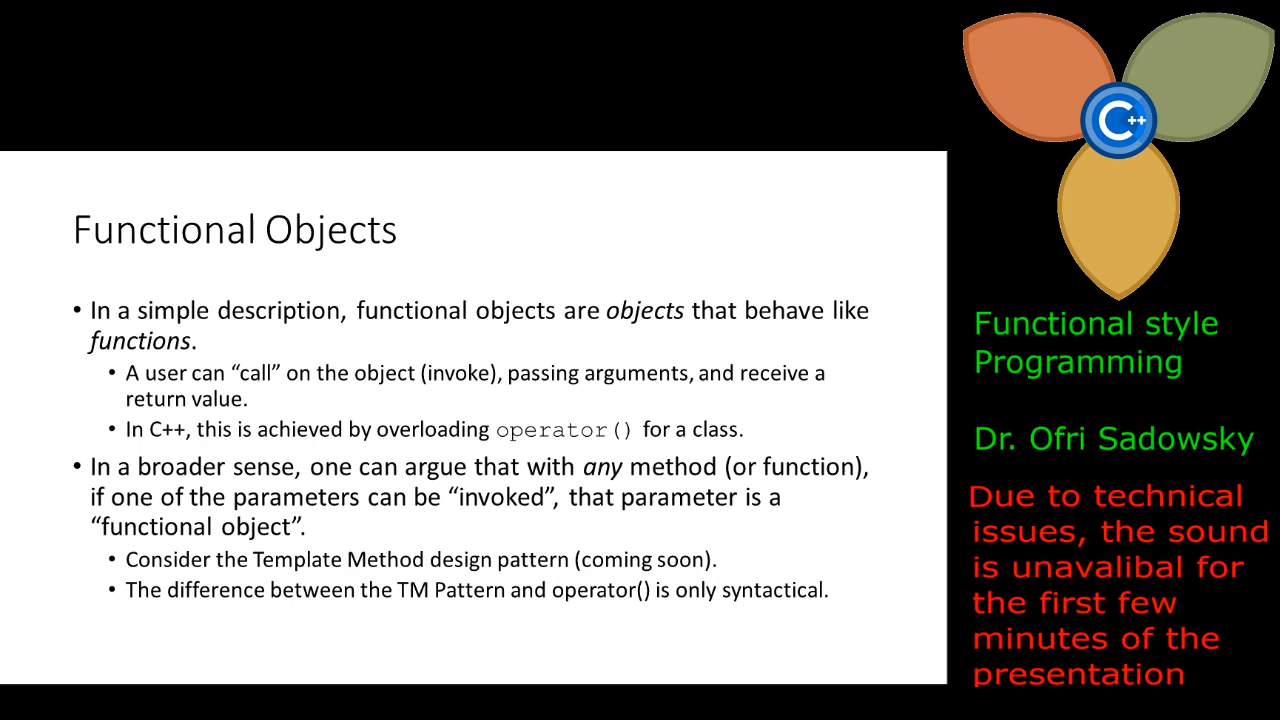 Functional Objects
• In a simple description, functional objects are objects that behave like
functions.
• A user can “call” on the object (invoke), passing arguments, and receive a
return value.
• In C++, this is achieved by overloading operator() for a class.
• In a broader sense, one can argue that with any method (or function),
if one of the parameters can be “invoked”, that parameter is a
“functional object”.
• Consider the Template Method design pattern (coming soon).
• The difference between the TM Pattern and operator() is only syntactical.
C++
Functional style
Programming
Dr. Ofri Sadowsky
Due to technical
issues, the sound
is unavalibal for
the first few
minutes of the
presentation